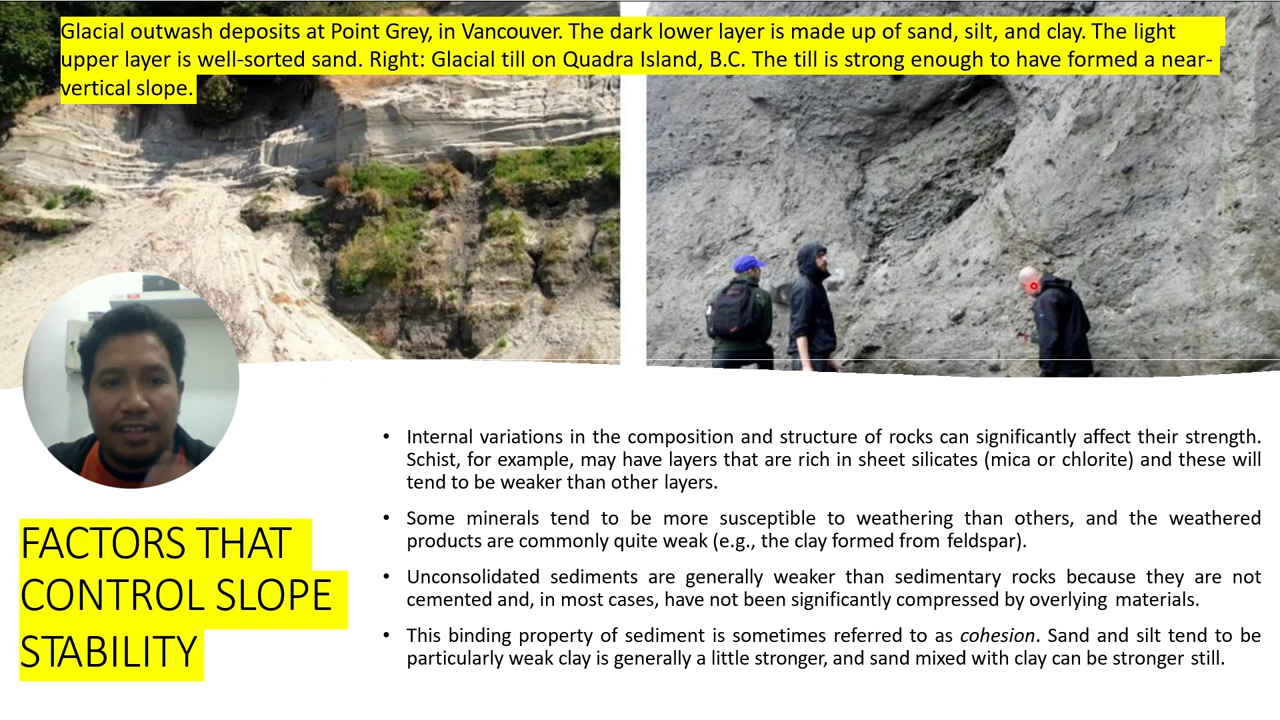 Glacial outwash deposits at Point Grey, in Vancouver. The dark lower layer is made up of sand, silt, and clay. The light
upper layer is well-sorted sand. Right: Glacial till on Quadra Island, B.C. The till is strong enough to have formed a near-
vertical slope.
• Internal variations in the composition and structure of rocks can significantly affect their strength.
Schist, for example, may have layers that are rich in sheet silicates (mica or chlorite) and these will
tend to be weaker than other layers.
• Some minerals tend to be more susceptible to weathering than others, and the weathered
products are commonly quite weak (e.g., the clay formed from feldspar).
• Unconsolidated sediments are generally weaker than sedimentary rocks because they are not
cemented and, in most cases, have not been significantly compressed by overlying materials.
• This binding property of sediment is sometimes referred to as cohesion. Sand and silt tend to be
particularly weak clay is generally a little stronger, and sand mixed with clay can be stronger still.
FACTORS THAT
CONTROL SLOPE
STABILITY